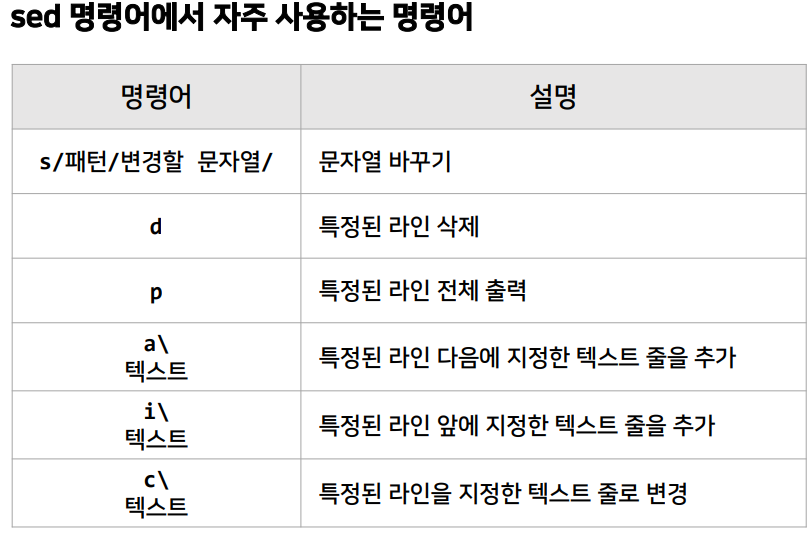 sed 명령어에서 자주 사용하는 명령어
명령어 설명
s/패턴/변경할 문자열/ 문자열 바꾸기
d 특정된 라인 삭제
p 특정된 라인 전체 출력
a\
텍스트
특정된 라인 다음에 지정한 텍스트 줄을 추가
i\
텍스트
특정된 라인 앞에 지정한 텍스트 줄을 추가
c\
텍스트
특정된 라인을 지정한 텍스트 줄로 변경